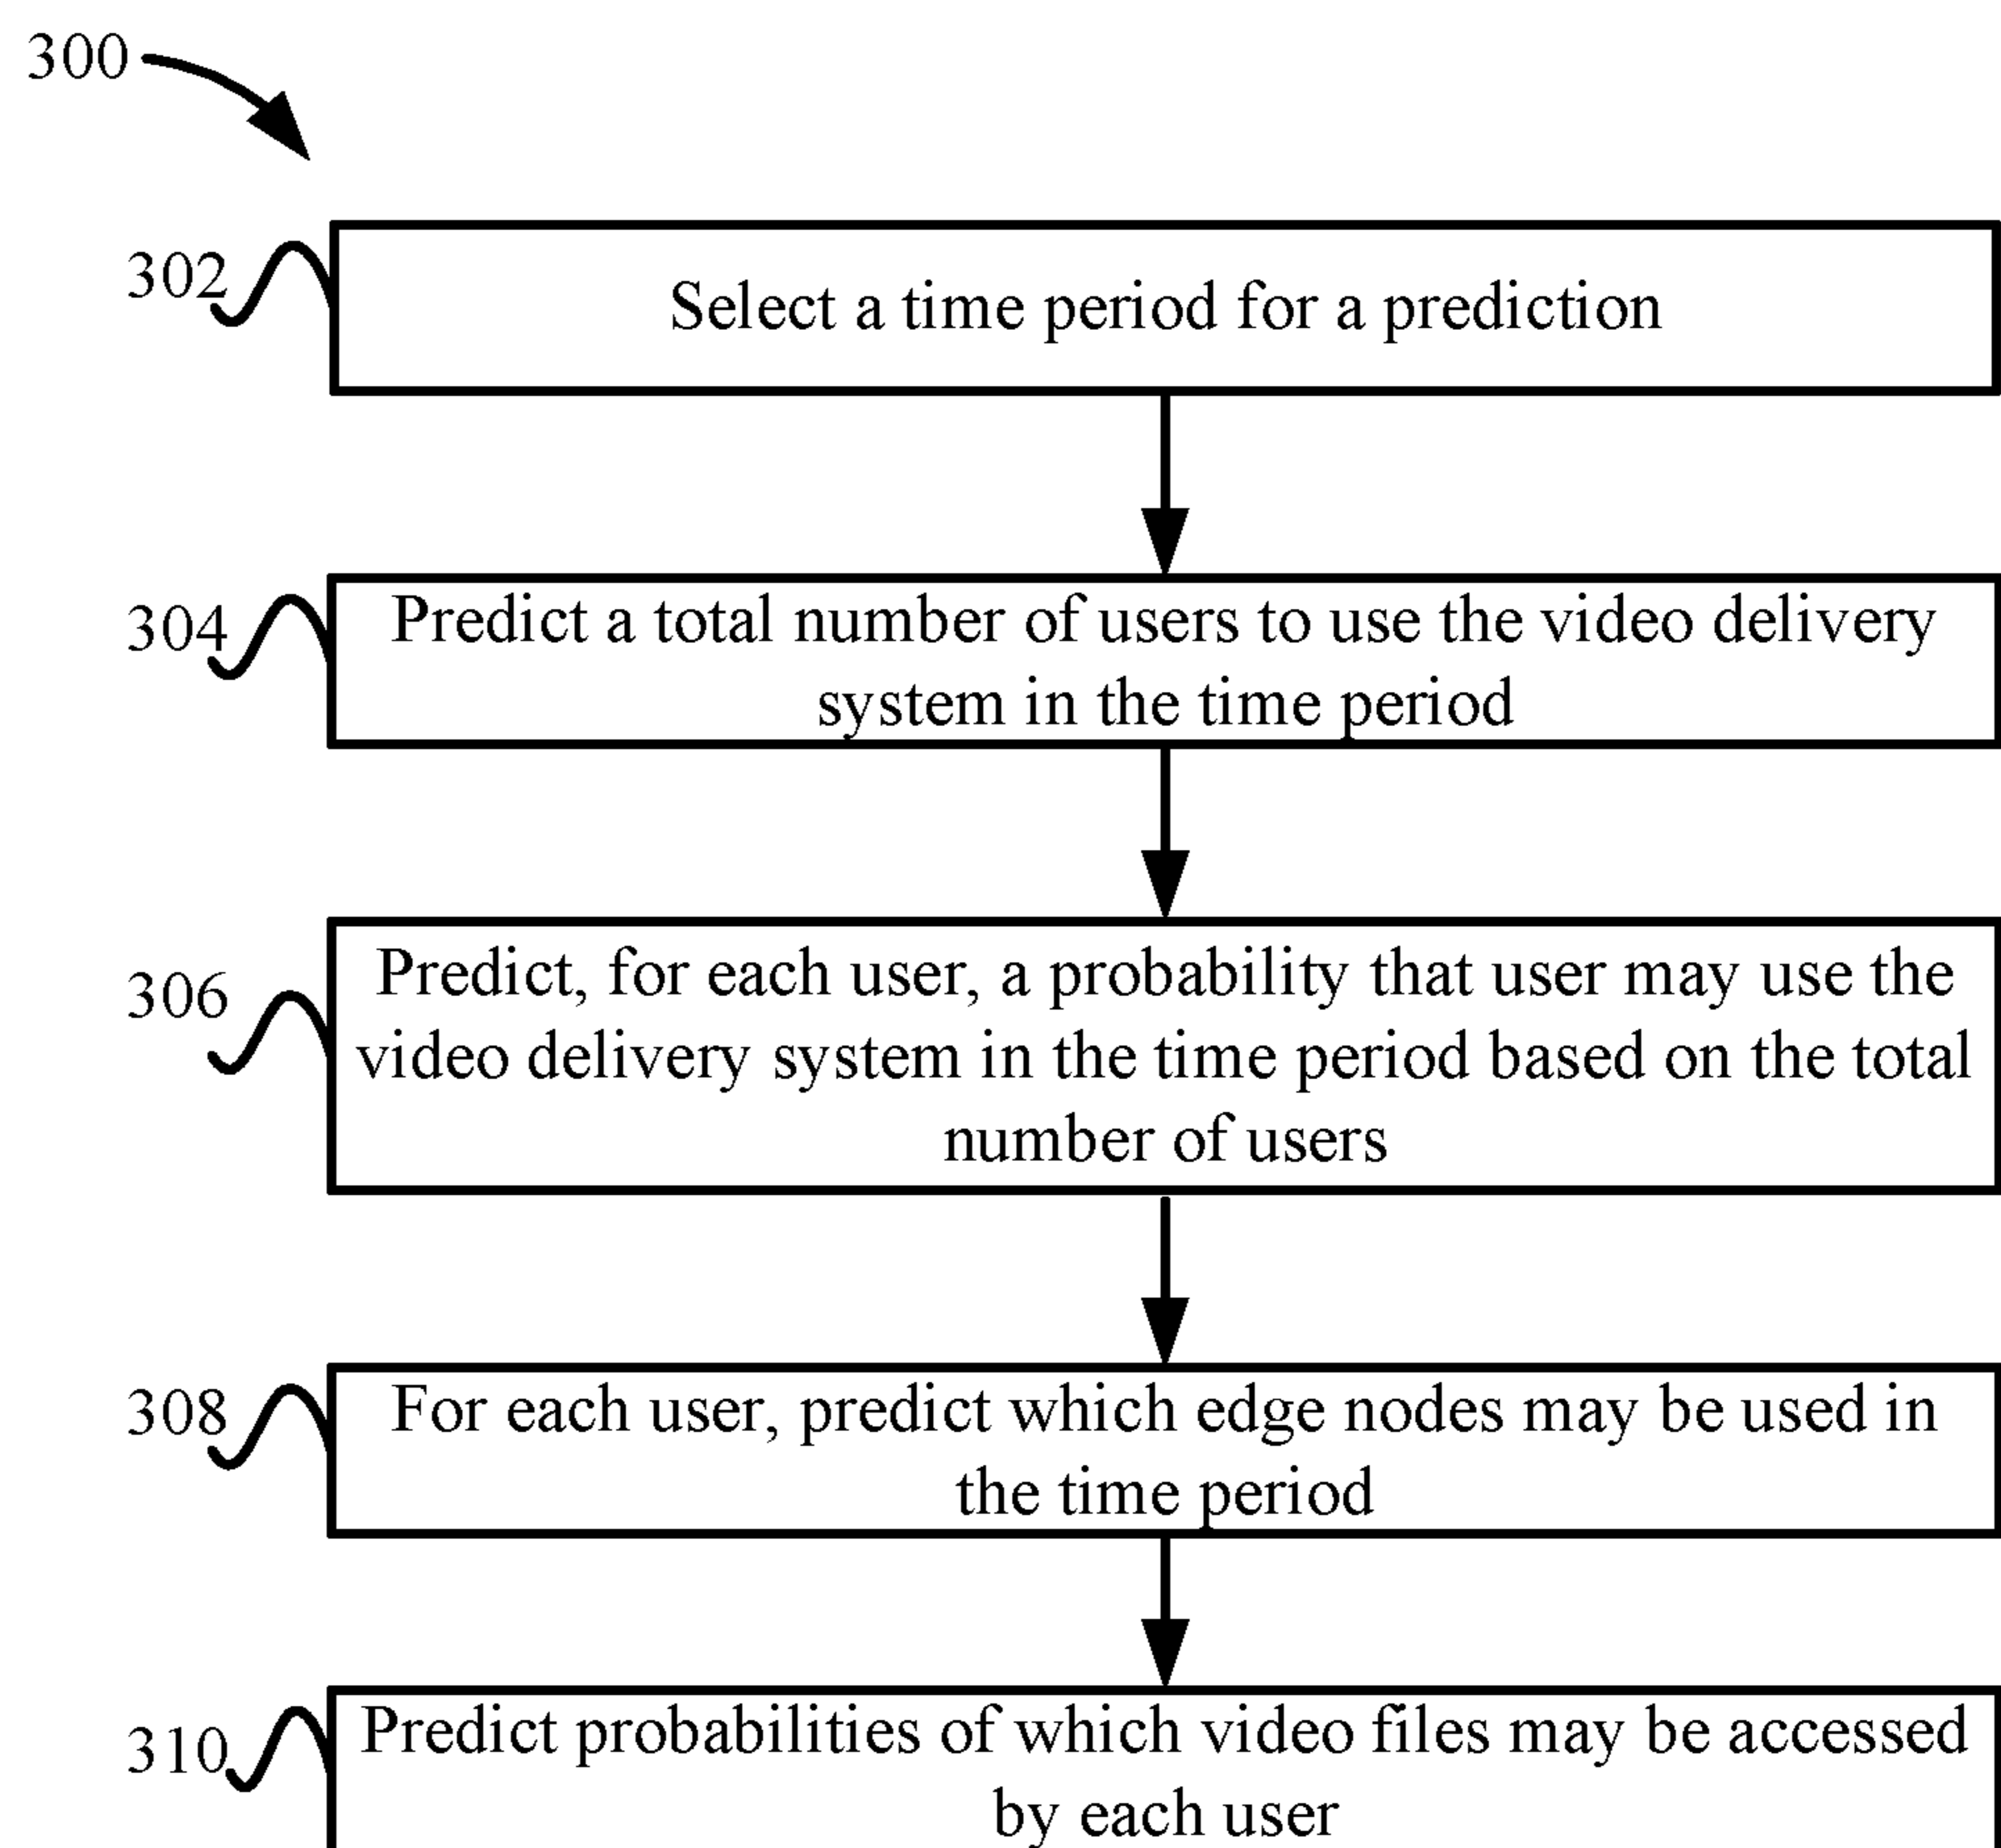 300
302
Select a time period for a prediction
304
Predict a total number of users to use the video delivery
system in the time period
306
Predict, for each user, a probability that user may use the
video delivery system in the time period based on the total
number of users
308
For each user, predict which edge nodes may be used in
the time period
310
Predict probabilities of which video files may be accessed
by each user